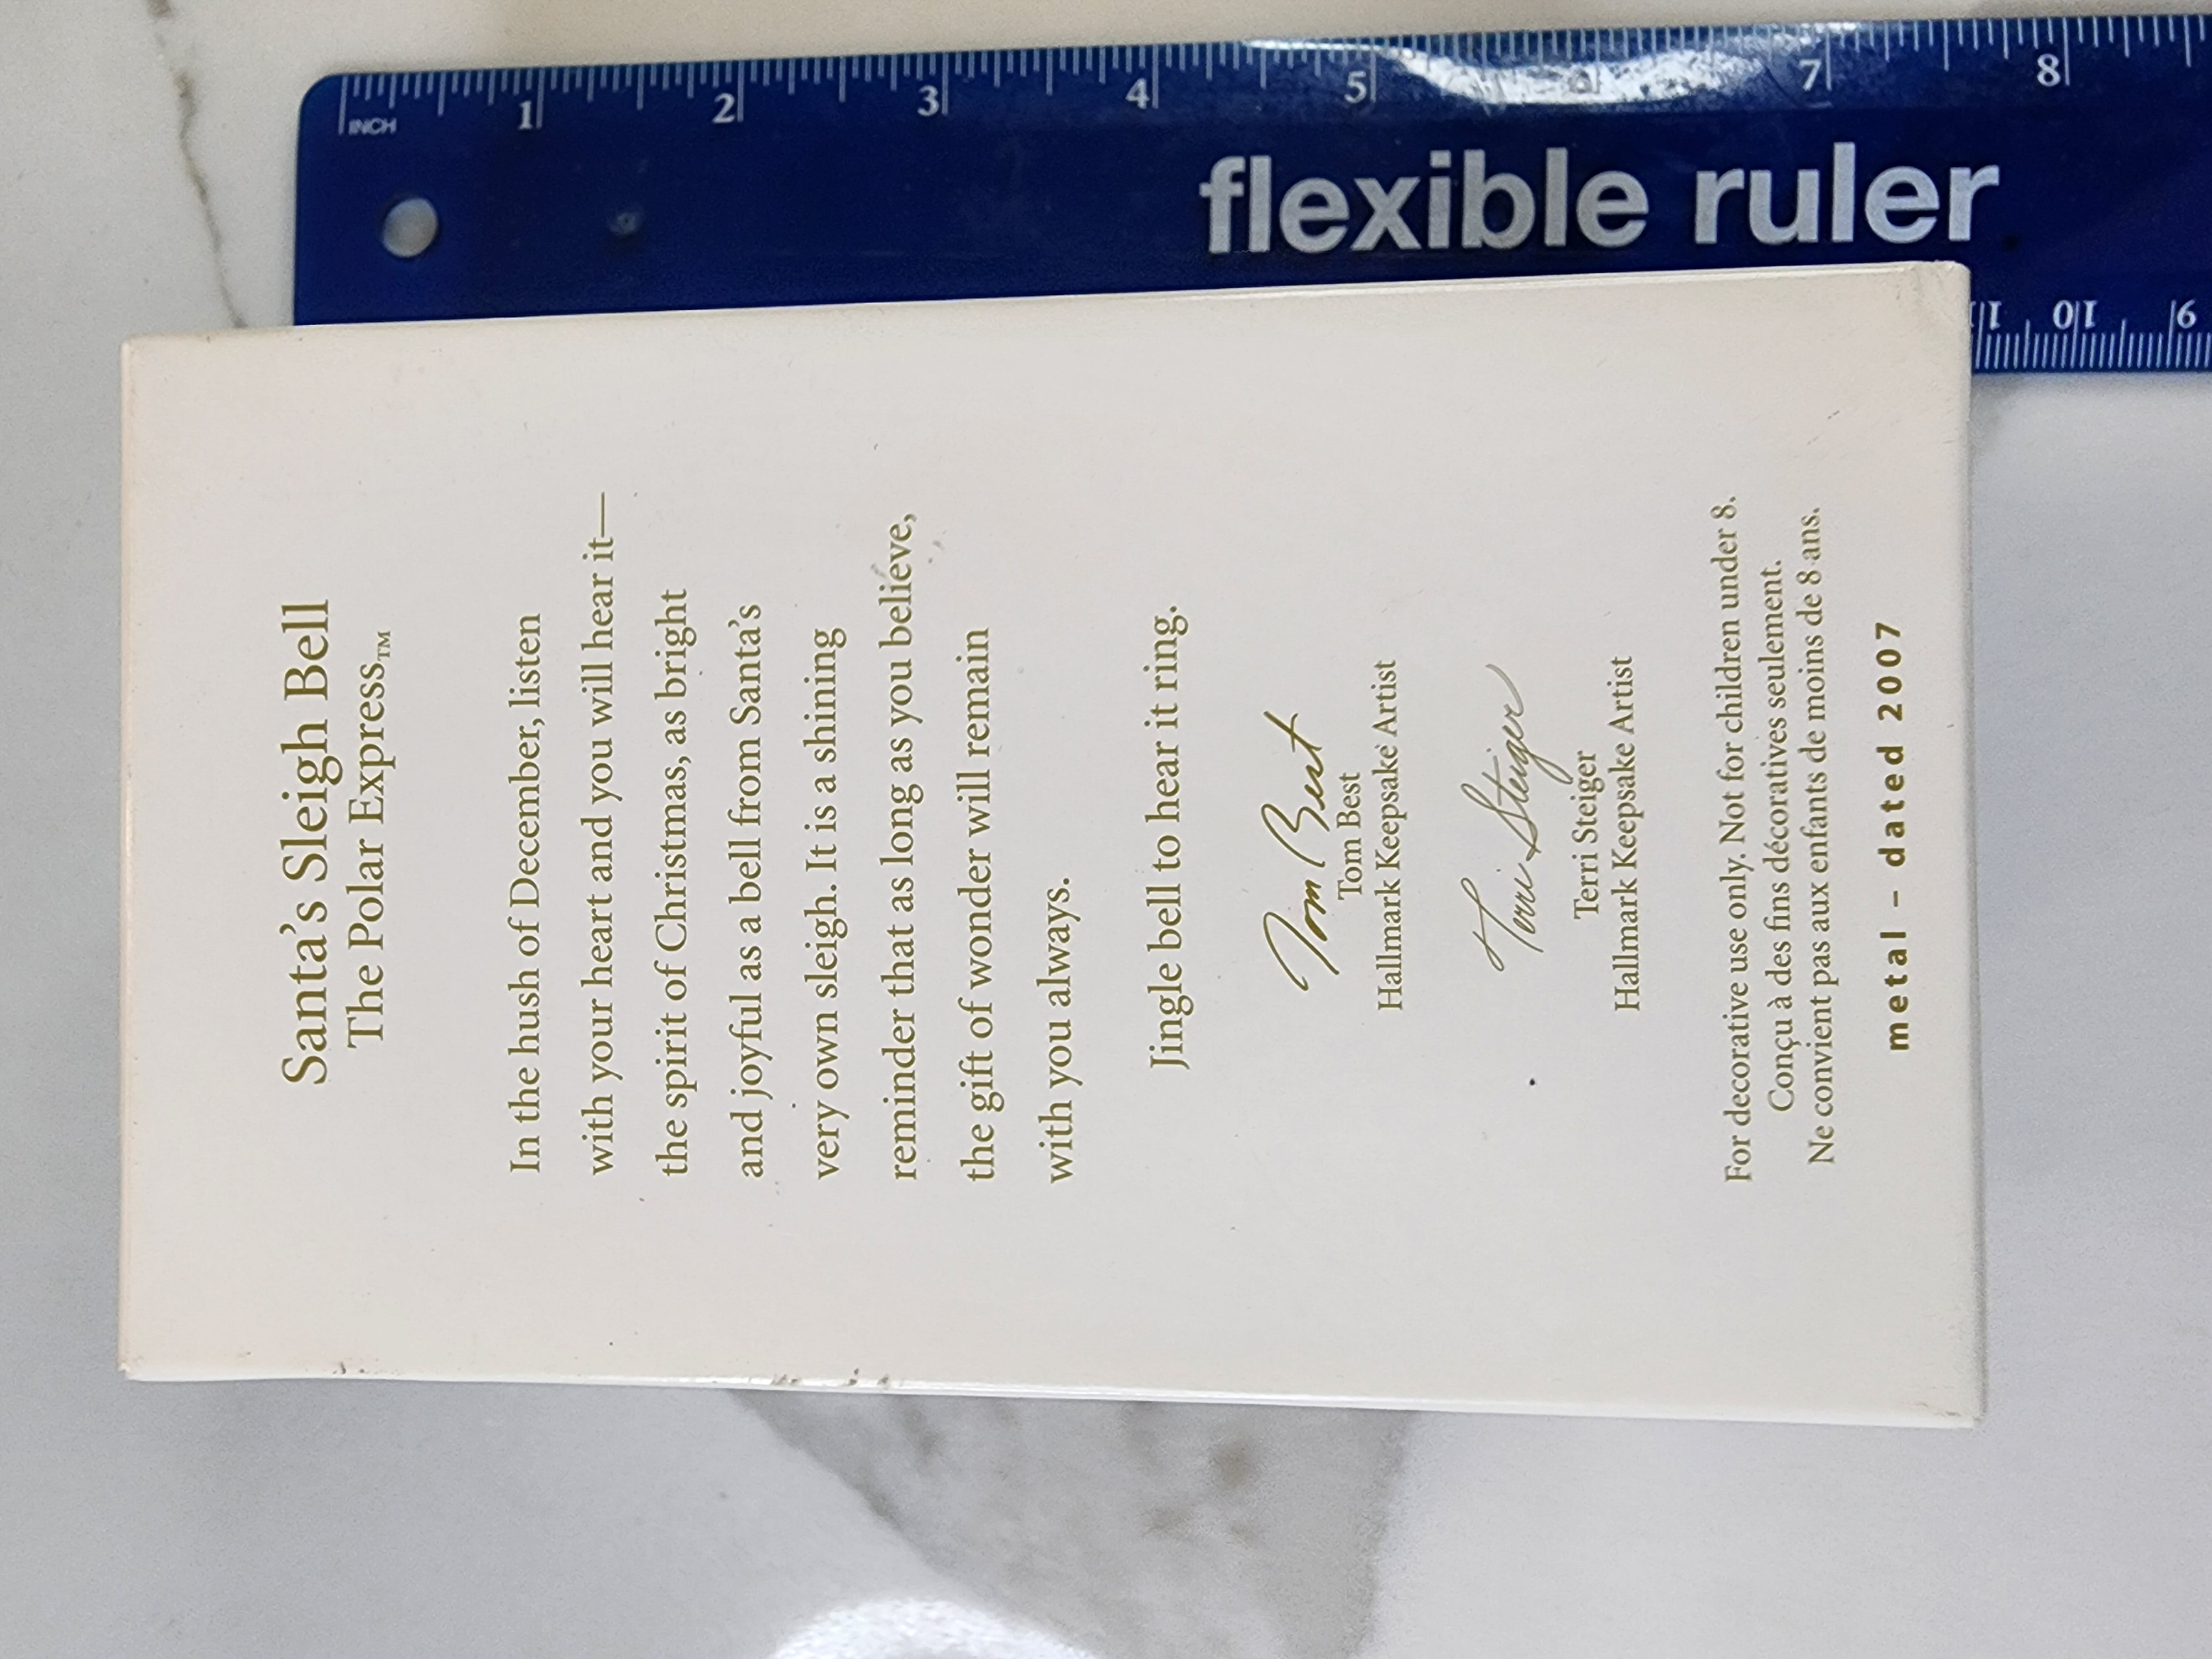 INCH 1 2 3 4 5 7 8
flexible ruler
11 10 9
Santa's Sleigh Bell
The Polar Express™
In the hush of December, listen
with your heart and you will hear it—
the spirit of Christmas, as bright
and joyful as a bell from Santa's
very own sleigh. It is a shining
reminder that as long as you believe,
the gift of wonder will remain
with you always.
Jingle bell to hear it ring.
Tom Best
Tom Best
Hallmark Keepsake Artist
Terri Steiger
Terri Steiger
Hallmark Keepsake Artist
For decorative use only. Not for children under 8.
Conçu à des fins décoratives seulement.
Ne convient pas aux enfants de moins de 8 ans.
metal – dated 2007